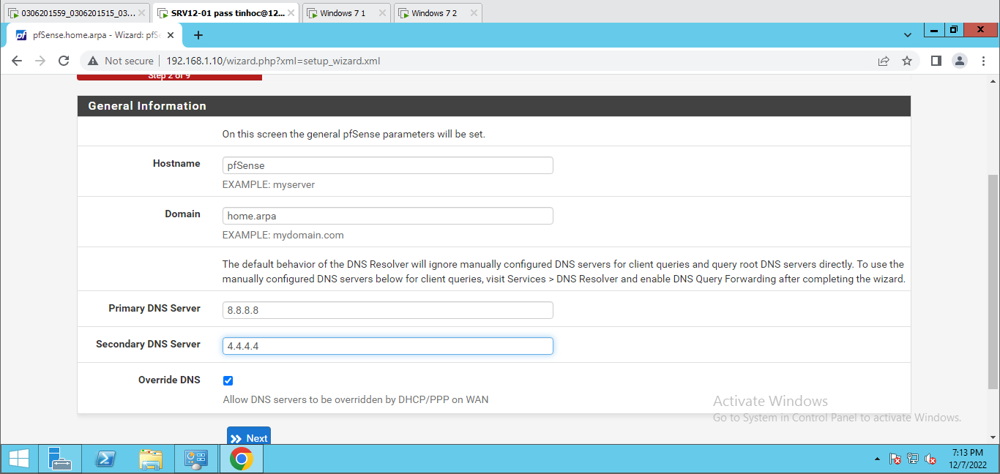 0306201559_0306201515_03...
SRV12-01 pass tinhoc@12...
Windows 7 1
Windows 7 2
pf pfSense.home.arpa - Wizard: pfSe
Not secure
192.168.1.10/wizard.php?xml=setup_wizard.xml
Step 2 of 9
General Information
On this screen the general pfSense parameters will be set.
Hostname
pfSense
EXAMPLE: myserver
Domain
home.arpa
EXAMPLE: mydomain.com
The default behavior of the DNS Resolver will ignore manually configured DNS servers for client queries and query root DNS servers directly. To use the
manually configured DNS servers below for client queries, visit Services > DNS Resolver and enable DNS Query Forwarding after completing the wizard.
Primary DNS Server
8.8.8.8
Secondary DNS Server
4.4.4.4
Override DNS
Allow DNS servers to be overridden by DHCP/PPP on WAN
Next
Activate Windows
Go to System in Control Panel to activate Windows.
7:13 PM
12/7/2022